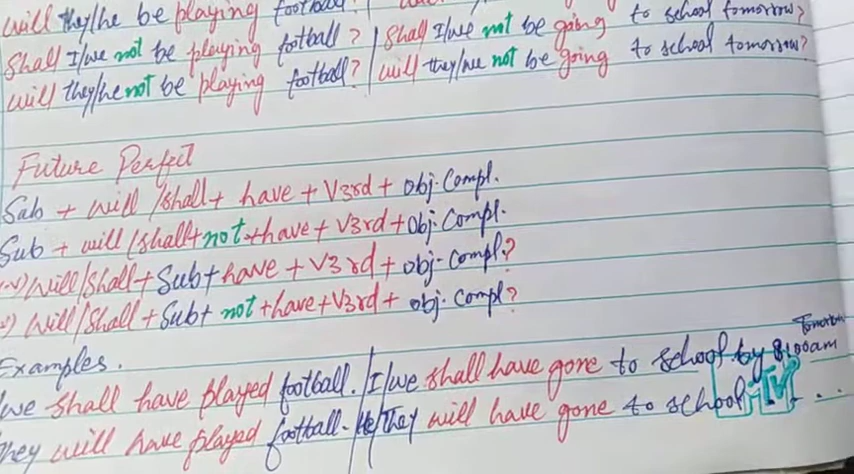 will they/he be playing football?
Shall I/we not be playing football? | Shall I/we not be going to school tomorrow?
will they/he not be playing football? | will they/we not be going to school tomorrow?
Future Perfect
Sub + will /shall + have + V3rd + obj. Compl.
Sub + will /shall + not + have + V3rd + Obj. Compl.
will/shall + Sub + have + V3rd + obj. Compl?
will/shall + Sub + not + have + V3rd + obj. Compl?
Examples.
we shall have played football. / I/we shall have gone to school by 8:00am Tomorrow
They will have played football. He/They will have gone to school